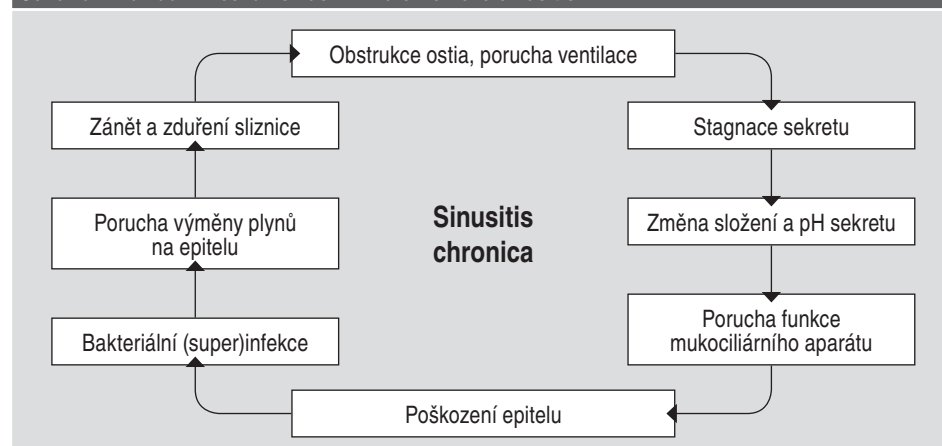 Obstrukce ostia, porucha ventilace
Zánět a zduření sliznice
Stagnace sekretu
Porucha výměny plynů
na epitelu
Sinusitis
chronica
Změna složení a pH sekretu
Porucha funkce
mukociliárního aparátu
Bakteriální (super)infekce
Poškození epitelu